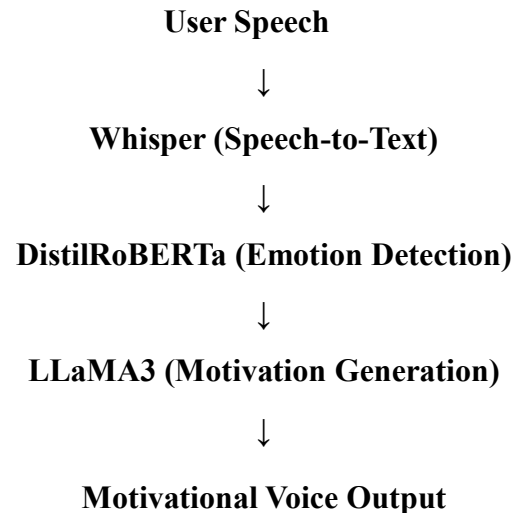 User Speech
↓
Whisper (Speech-to-Text)
↓
DistilRoBERTa (Emotion Detection)
↓
LLaMA3 (Motivation Generation)
↓
Motivational Voice Output